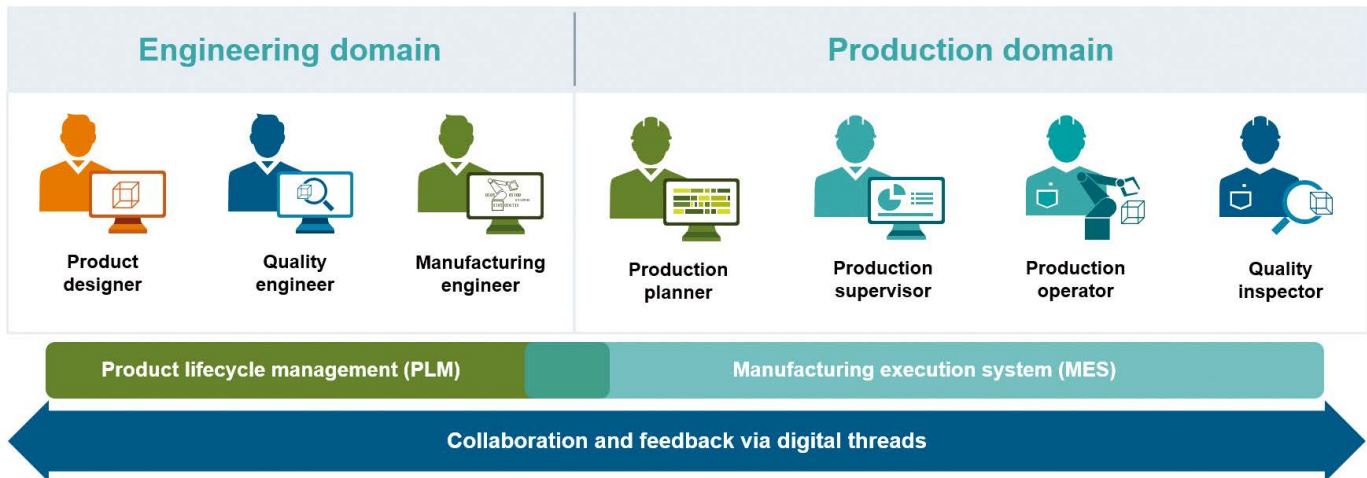 Engineering domain
Production domain
Product
designer
Quality
engineer
Manufacturing
engineer
Production
planner
Production
supervisor
Production
operator
Quality
inspector
Product lifecycle management (PLM)
Manufacturing execution system (MES)
Collaboration and feedback via digital threads